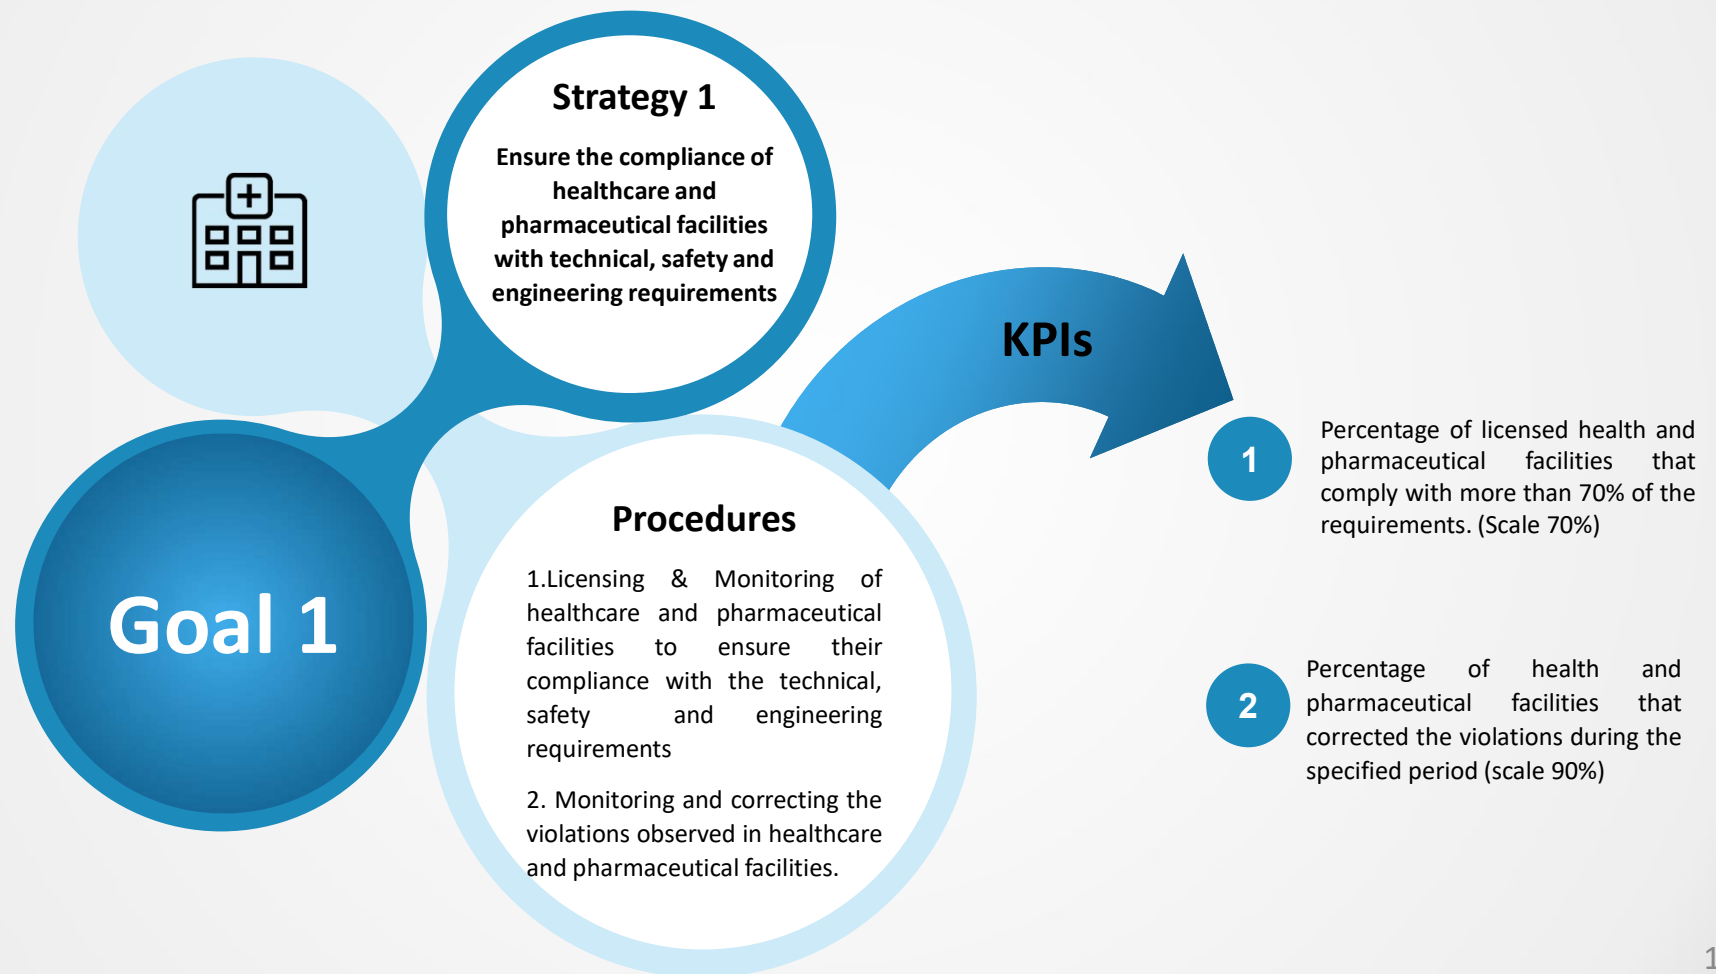 Strategy 1
Ensure the compliance of
healthcare and
pharmaceutical facilities
with technical, safety and
engineering requirements
KPIs
Goal 1
Procedures
1.Licensing & Monitoring of
healthcare and pharmaceutical
facilities to ensure their
compliance with the technical,
safety and engineering
requirements
2. Monitoring and correcting the
violations observed in healthcare
and pharmaceutical facilities.
1
Percentage of licensed health and
pharmaceutical facilities that
comply with more than 70% of the
requirements. (Scale 70%)
2
Percentage of health and
pharmaceutical facilities that
corrected the violations during the
specified period (scale 90%)
1